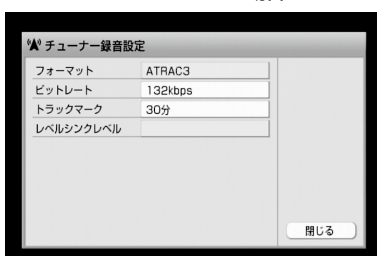 チューナー録音設定
フォーマット ATRAC3
ビットレート 132kbps
トラックマーク 30分
レベルシンクレベル
閉じる